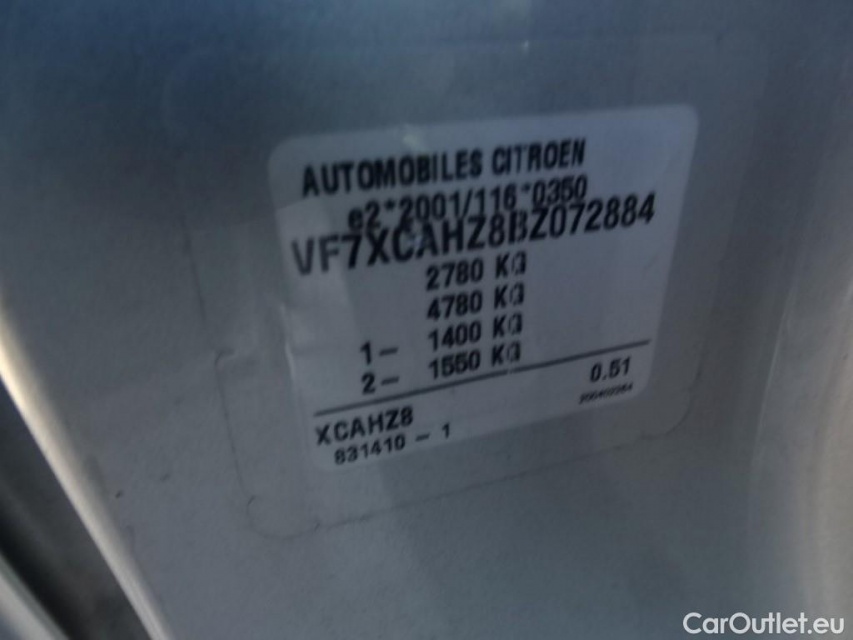 AUTOMOBILES CITROEN
e2*2001/116*0350
VF7XCAHZ8BZ072884
2780 KG
4780 KG
1- 1400 KG
2- 1550 KG
0.51
XCAHZ8
831410 - 1
CarOutlet.eu